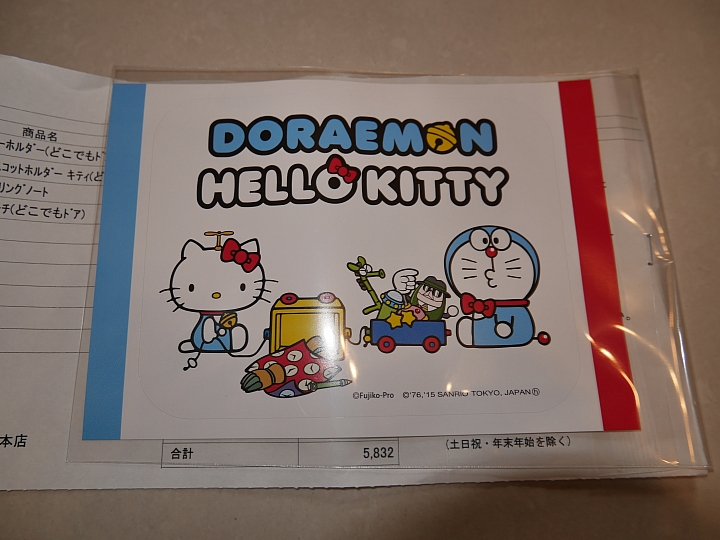 商品名
ーホルダー(どこでもド
スコットホルダー キティ(ど
リングノート
チ(どこでもドア)
DORAEMON
HELLO KITTY
©Fujiko-Pro ©'76,'15 SANRIO TOKYO, JAPAN Ⓗ
本店
合計 5,832
(土日祝・年末年始を除く)